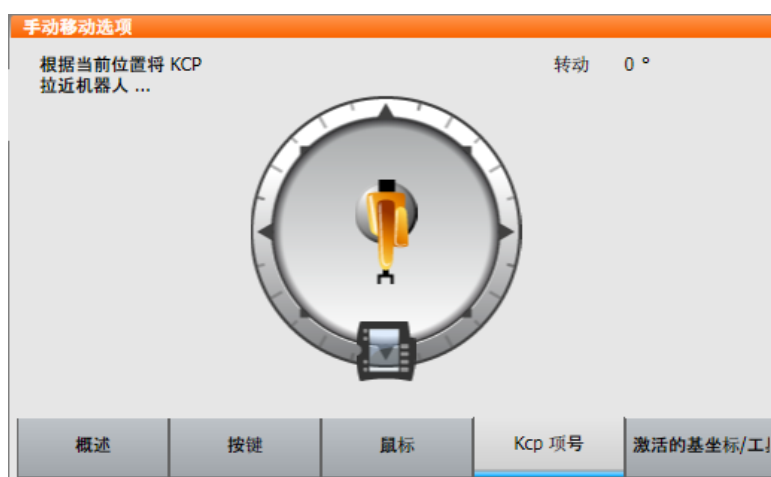 手动移动选项
根据当前位置将 KCP
拉近机器人 ...
转动 0 °
概述
按键
鼠标
Kcp 项号
激活的基坐标/工